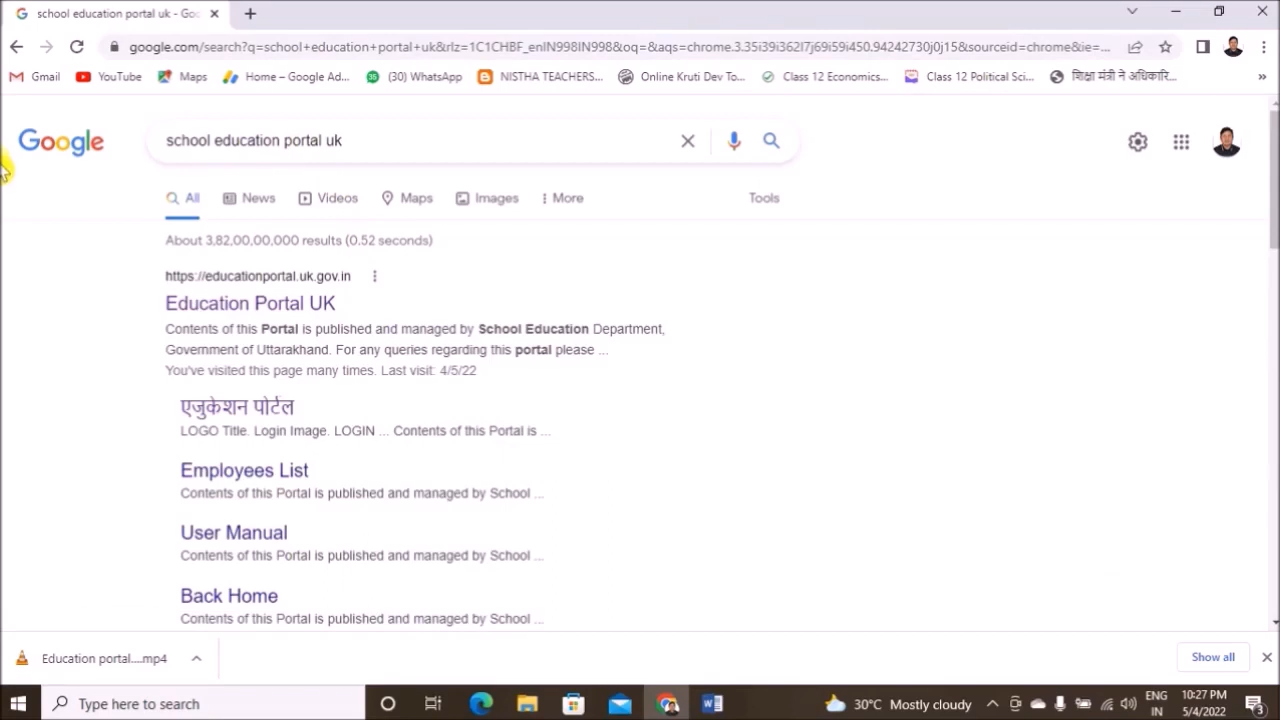 school education portal uk - Goo
google.com/search?q=school+education+portal+uk&rlz=1C1CHBF_enIN998IN998&oq=&aqs=chrome.3.35i39i362l7j69i59i450.94242730j0j15&sourceid=chrome&ie=...
Gmail YouTube Maps Home – Google Ad... (30) WhatsApp NISTHA TEACHERS... Online Kruti Dev To... Class 12 Economics... Class 12 Political Sci... शिक्षा मंत्री ने अधिकारि... »
Google school education portal uk
All News Videos Maps Images More Tools
About 3,82,00,00,000 results (0.52 seconds)
https://educationportal.uk.gov.in
Education Portal UK
Contents of this Portal is published and managed by School Education Department,
Government of Uttarakhand. For any queries regarding this portal please ...
You've visited this page many times. Last visit: 4/5/22
एजुकेशन पोर्टल
LOGO Title. Login Image. LOGIN ... Contents of this Portal is ...
Employees List
Contents of this Portal is published and managed by School ...
User Manual
Contents of this Portal is published and managed by School ...
Back Home
Contents of this Portal is published and managed by School ...
Education portal....mp4 Show all
Type here to search 30°C Mostly cloudy ENG 10:27 PM
IN 5/4/2022 3